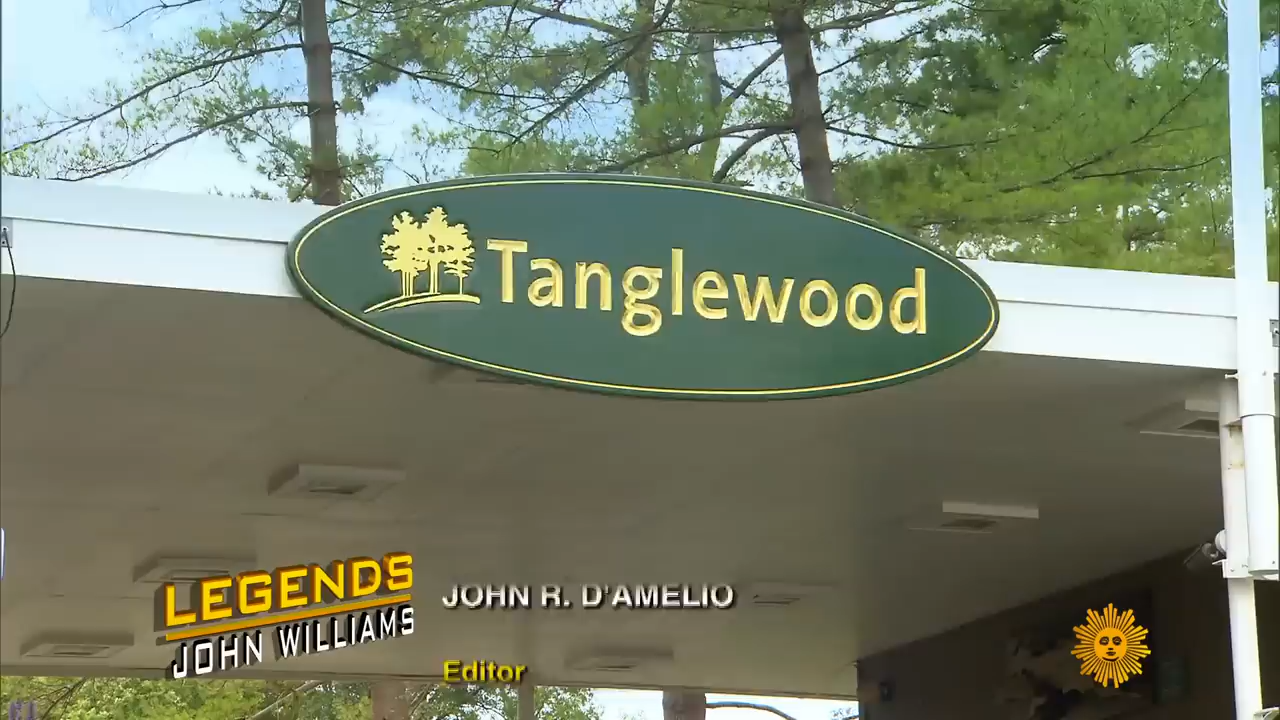 Tanglewood
LEGENDS
JOHN WILLIAMS
JOHN R. D'AMELIO
Editor